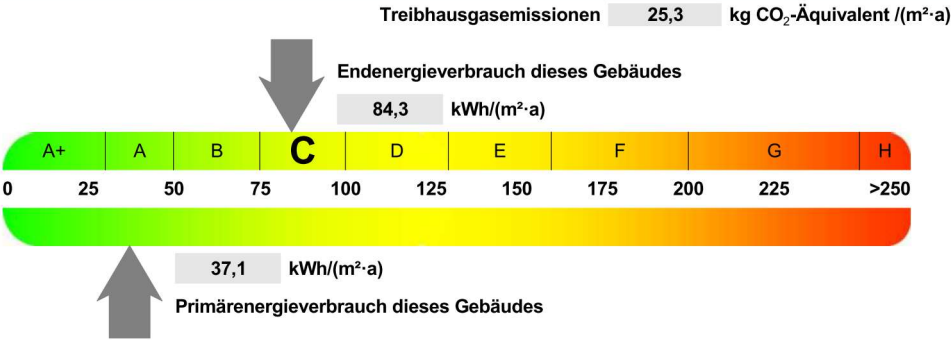 Treibhausgasemissionen 25,3 kg CO₂-Äquivalent /(m²·a)
Endenergieverbrauch dieses Gebäudes
84,3 kWh/(m²·a)
A+ A B C D E F G H
0 25 50 75 100 125 150 175 200 225 >250
37,1 kWh/(m²·a)
Primärenergieverbrauch dieses Gebäudes